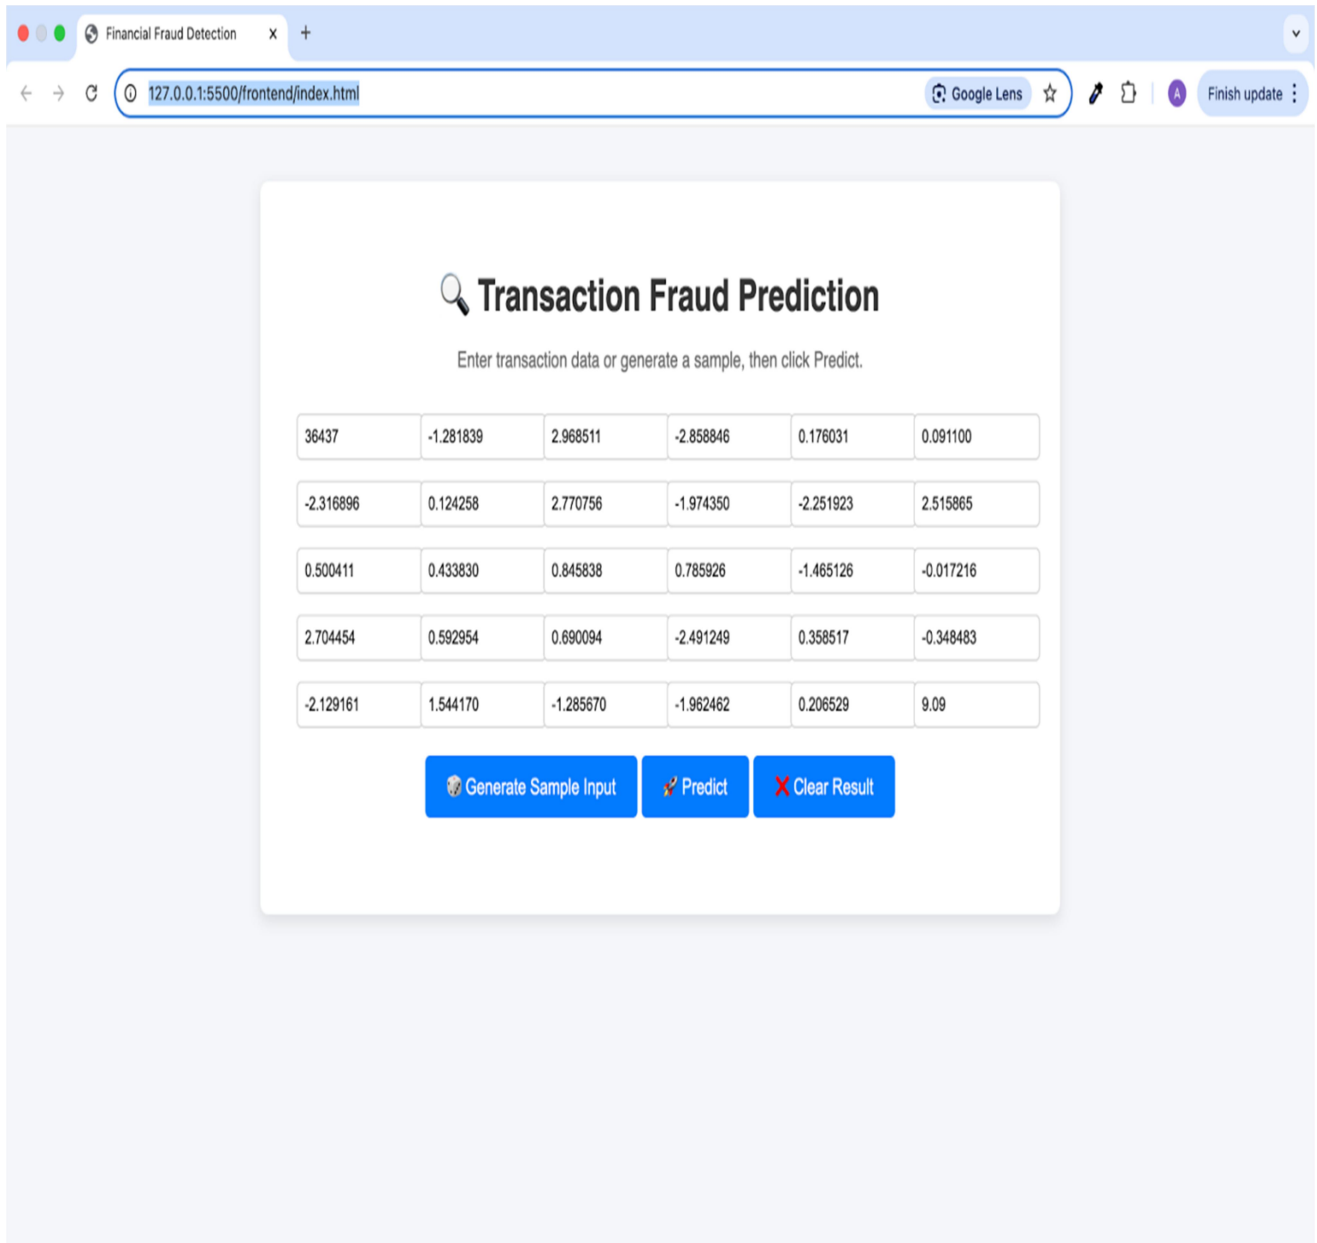 Financial Fraud Detection
127.0.0.1:5500/frontend/index.html Google Lens A Finish update
Transaction Fraud Prediction
Enter transaction data or generate a sample, then click Predict.
36437 -1.281839 2.968511 -2.858846 0.176031 0.091100
-2.316896 0.124258 2.770756 -1.974350 -2.251923 2.515865
0.500411 0.433830 0.845838 0.785926 -1.465126 -0.017216
2.704454 0.592954 0.690094 -2.491249 0.358517 -0.348483
-2.129161 1.544170 -1.285670 -1.962462 0.206529 9.09
Generate Sample Input Predict Clear Result